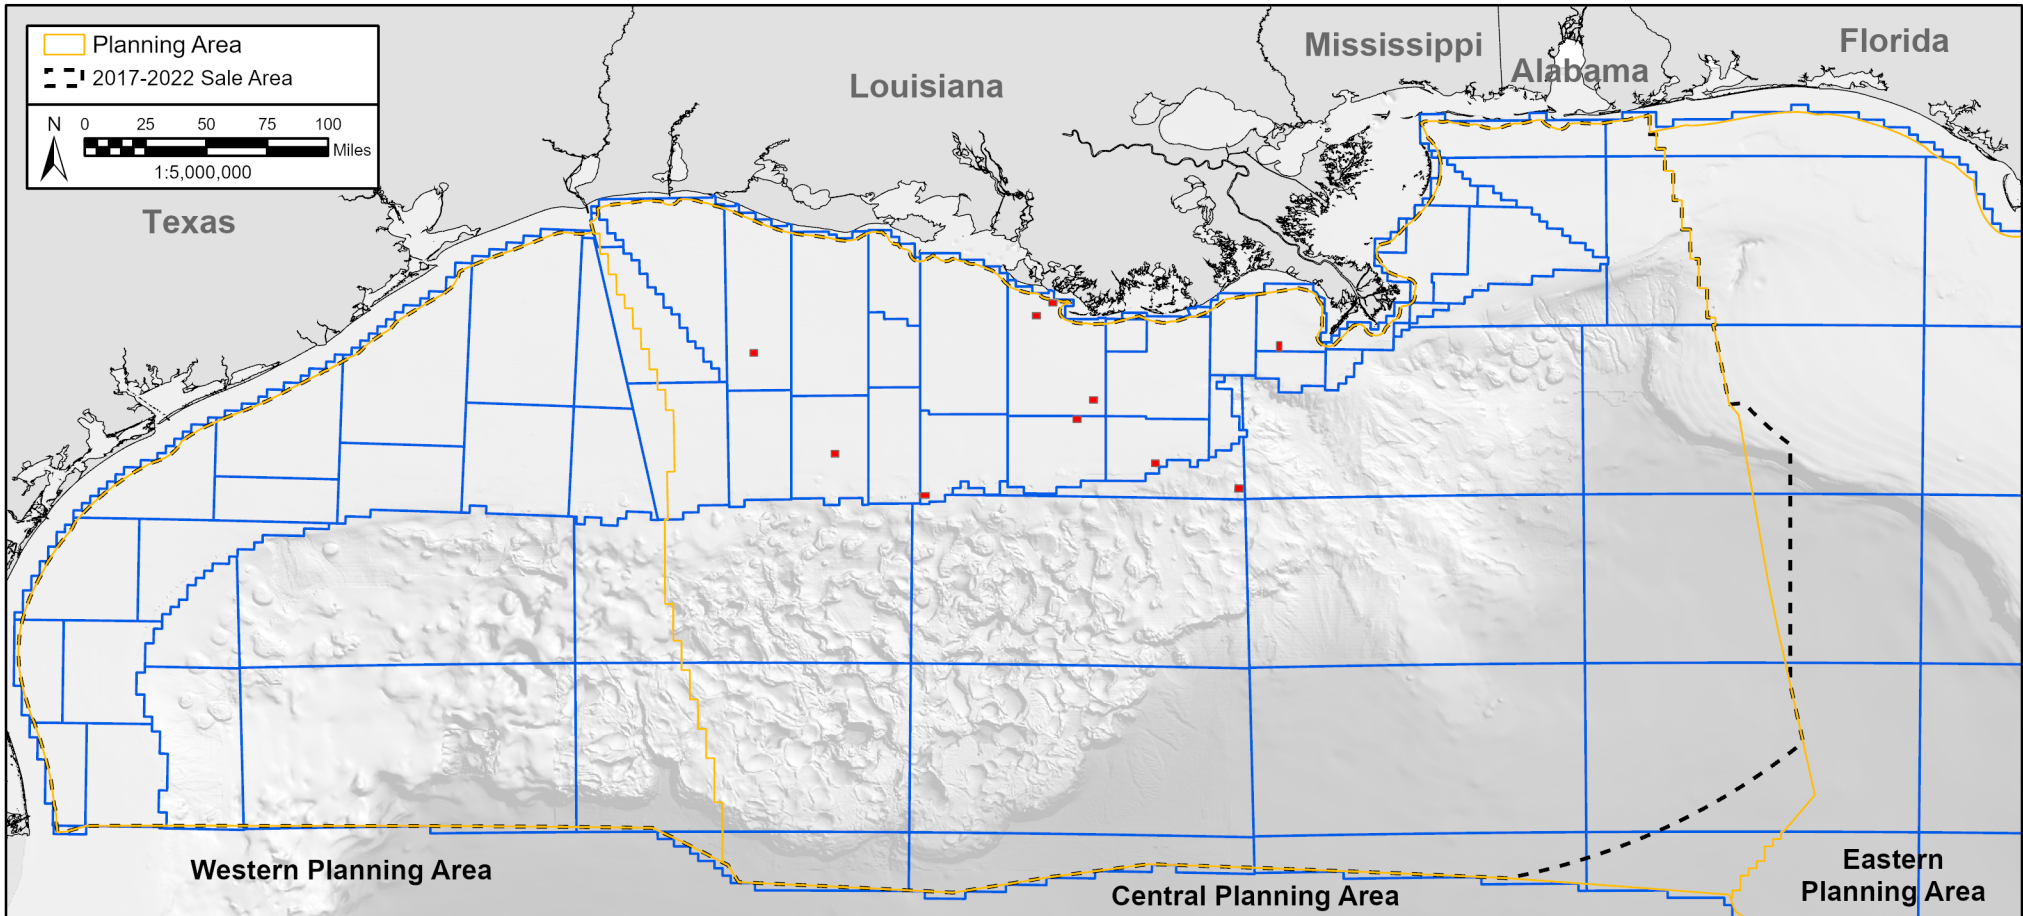 Planning Area
2017-2022 Sale Area
N
0 25 50 75 100
Miles
1:5,000,000
Texas
Louisiana
Mississippi
Alabama
Florida
Western Planning Area
Central Planning Area
Eastern
Planning Area